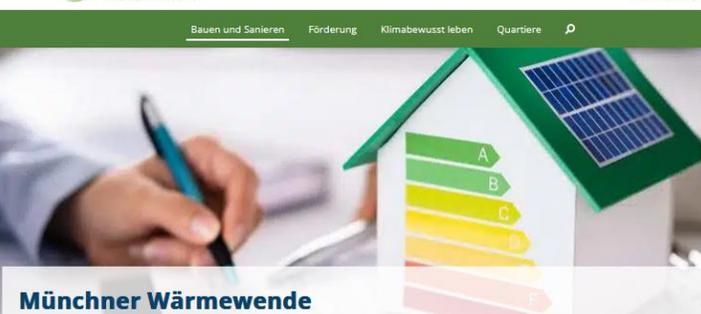 Bauen und Sanieren Förderung Klimabewusst leben Quartiere
A
B
C
D
F
Münchner Wärmewende